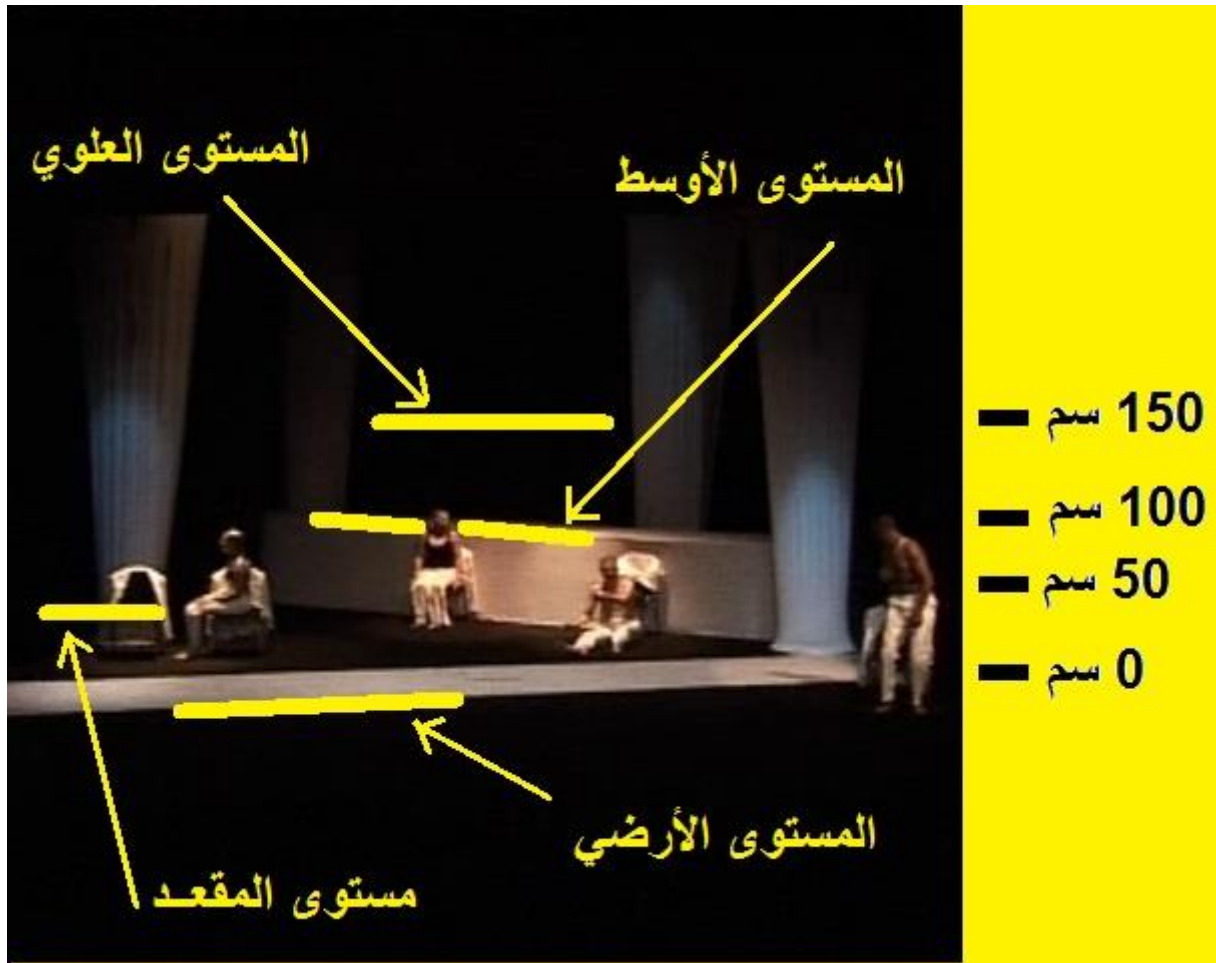 المستوى العلوي
المستوى الأوسط
150 سم
100 سم
50 سم
0 سم
المستوى الأرضي
مستوى المقعـد